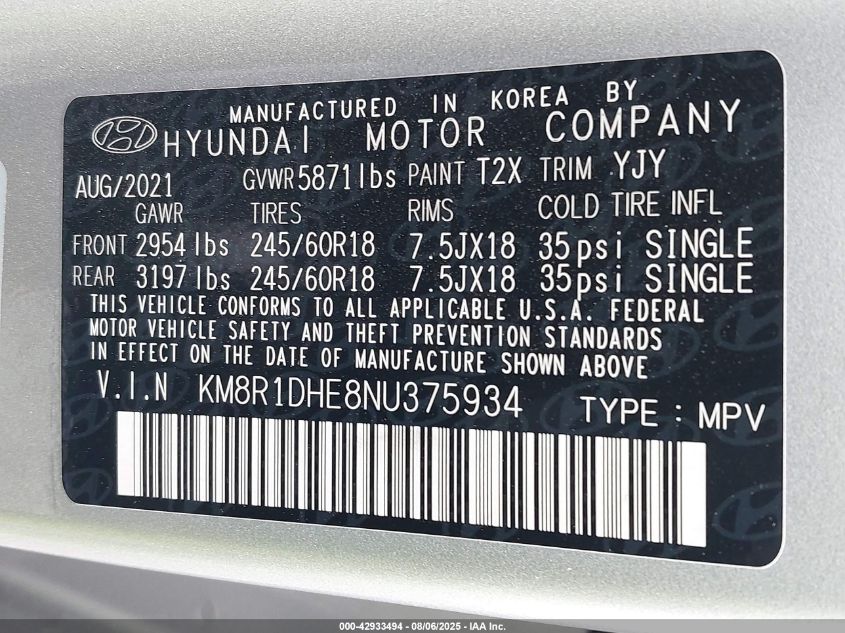 MANUFACTURED IN KOREA BY
HYUNDAI MOTOR COMPANY
AUG/2021 GVWR 5871lbs PAINT T2X TRIM YJY
GAWR TIRES RIMS COLD TIRE INFL
FRONT 2954 lbs 245/60R18 7.5JX18 35psi SINGLE
REAR 3197 lbs 245/60R18 7.5JX18 35psi SINGLE
THIS VEHICLE CONFORMS TO ALL APPLICABLE U.S.A. FEDERAL
MOTOR VEHICLE SAFETY AND THEFT PREVENTION STANDARDS
IN EFFECT ON THE DATE OF MANUFACTURE SHOWN ABOVE
V.I.N KM8R1DHE8NU375934 TYPE : MPV
000-42933494 - 08/06/2025 - IAA Inc.